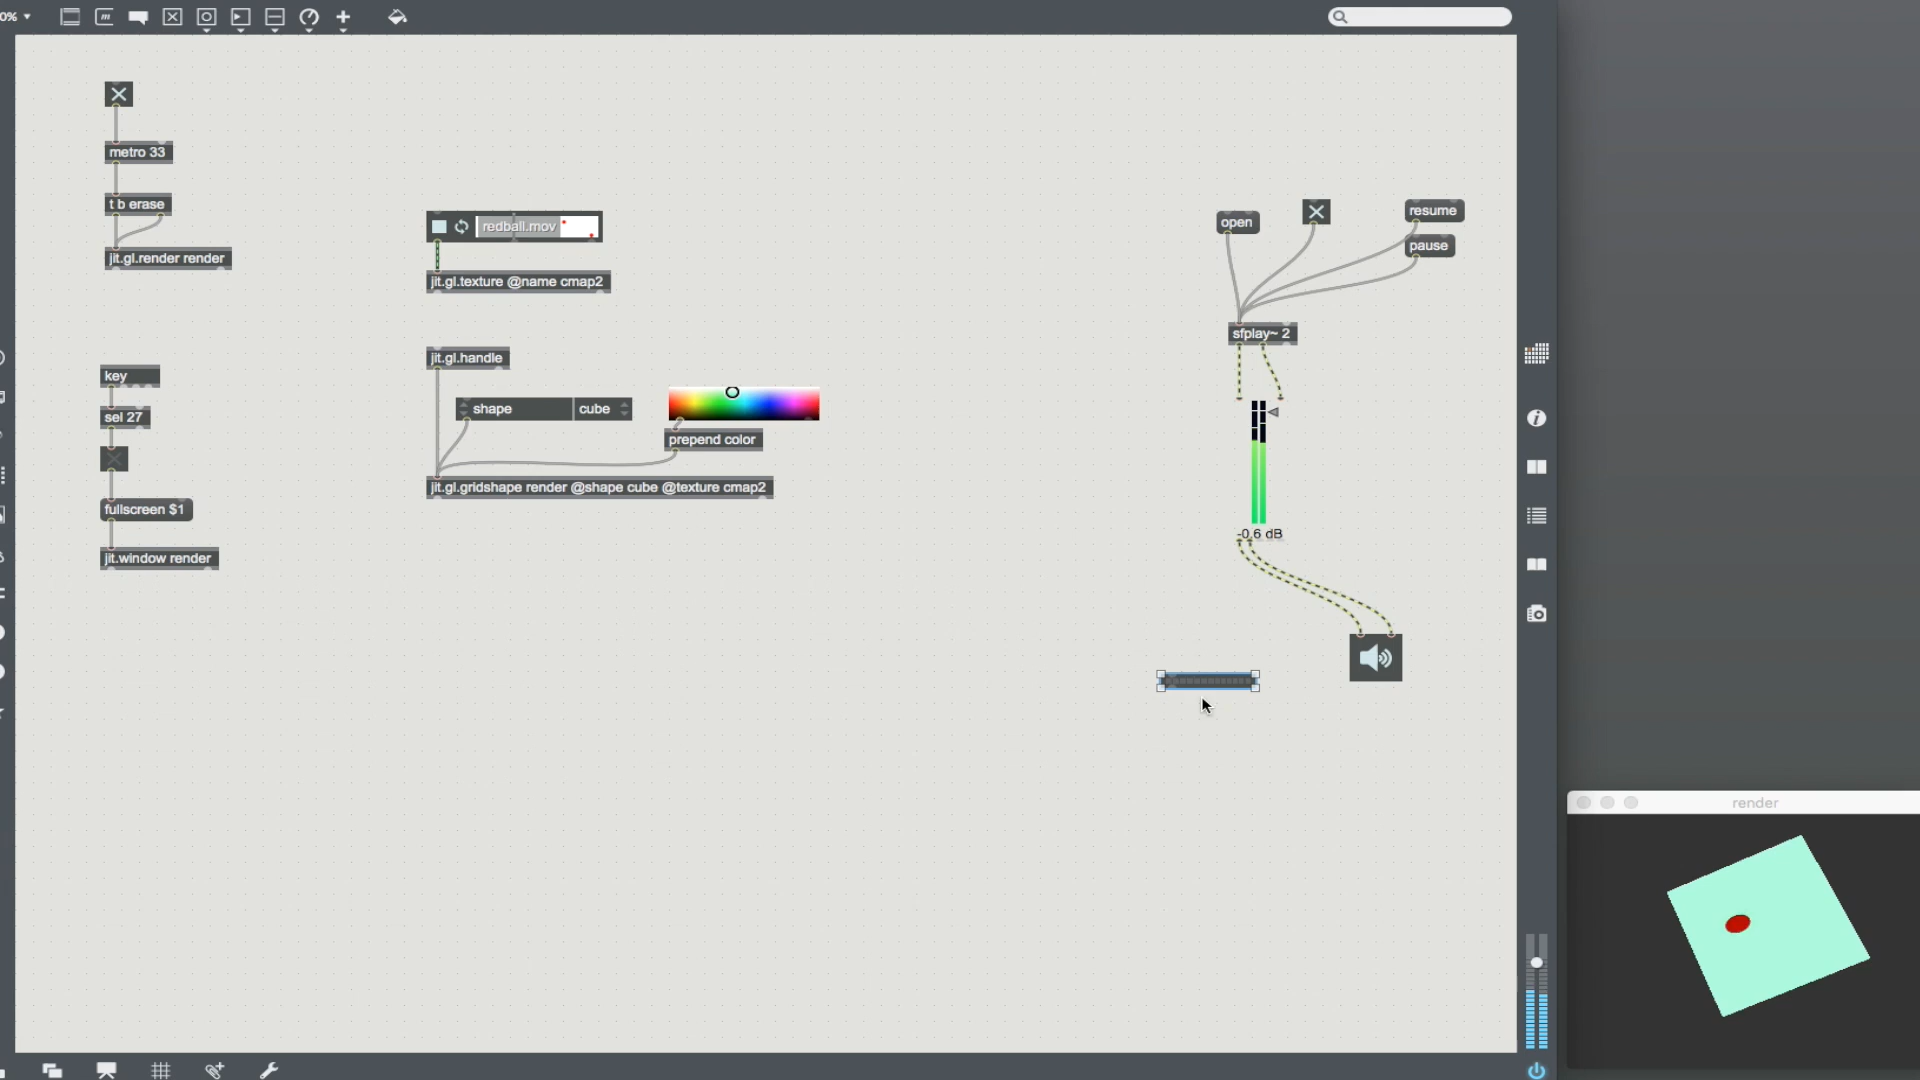 0%
m
metro 33
t b erase
jit.gl.render render
key
sel 27
fullscreen $1
jit.window render
redball.mov
jit.gl.texture @name cmap2
jit.gl.handle
shape cube
prepend color
jit.gl.gridshape render @shape cube @texture cmap2
open
resume
pause
sfplay~ 2
-0.6 dB
render